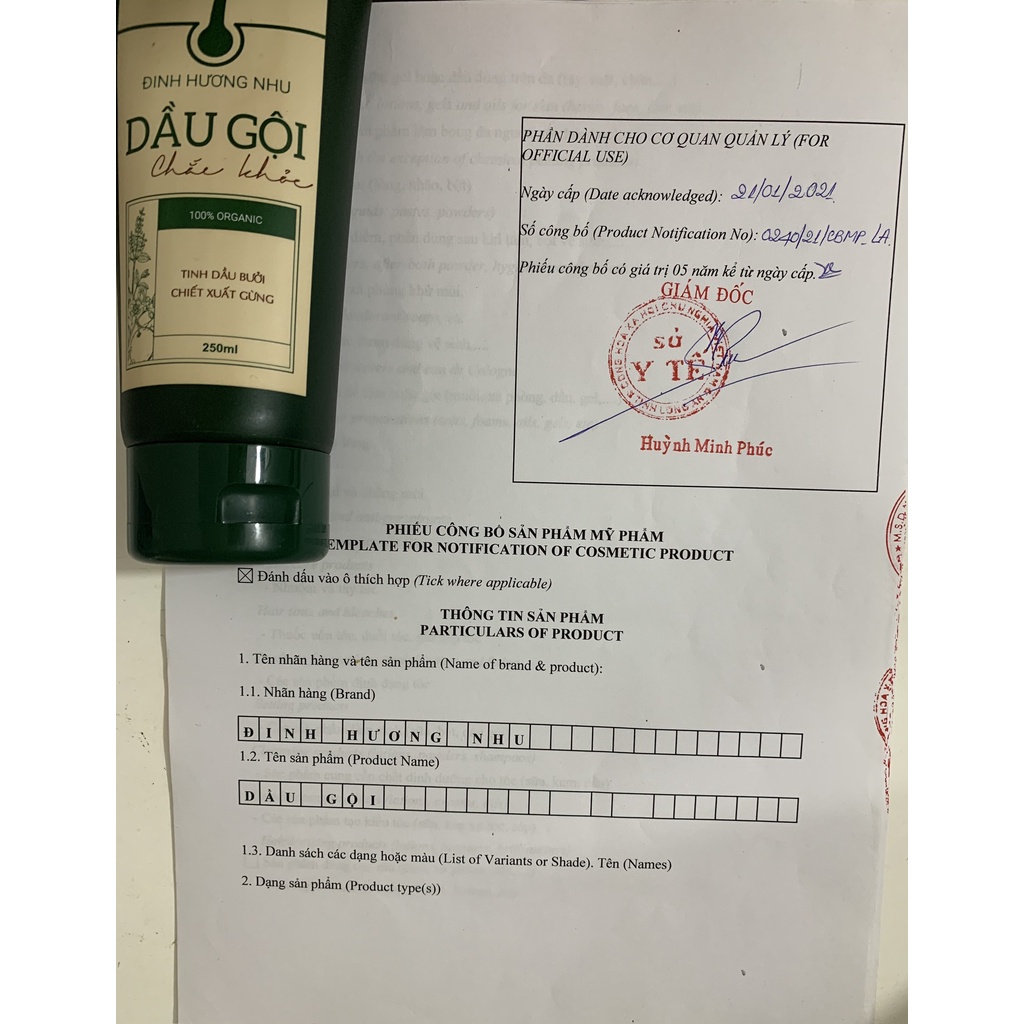 ĐINH HƯƠNG NHU
DẦU GỘI
Chắc khỏe
100% ORGANIC
TINH DẦU BƯỞI
CHIẾT XUẤT GỪNG
250ml
PHẦN DÀNH CHO CƠ QUAN QUẢN LÝ (FOR
OFFICIAL USE)
Ngày cấp (Date acknowledged): 21/01/2021
Số công bố (Product Notification No): 0240/21/CBMP-LA
Phiếu công bố có giá trị 05 năm kể từ ngày cấp.
GIÁM ĐỐC
SỞ
Y TẾ
Huỳnh Minh Phúc
PHIẾU CÔNG BỐ SẢN PHẨM MỸ PHẨM
EMPLATE FOR NOTIFICATION OF COSMETIC PRODUCT
Đánh dấu vào ô thích hợp (Tick where applicable)
THÔNG TIN SẢN PHẨM
PARTICULARS OF PRODUCT
1. Tên nhãn hàng và tên sản phẩm (Name of brand & product):
1.1. Nhãn hàng (Brand)
ĐINH HƯƠNG NHU
1.2. Tên sản phẩm (Product Name)
DẦU GỘI
1.3. Danh sách các dạng hoặc màu (List of Variants or Shade). Tên (Names)
2. Dạng sản phẩm (Product type(s))